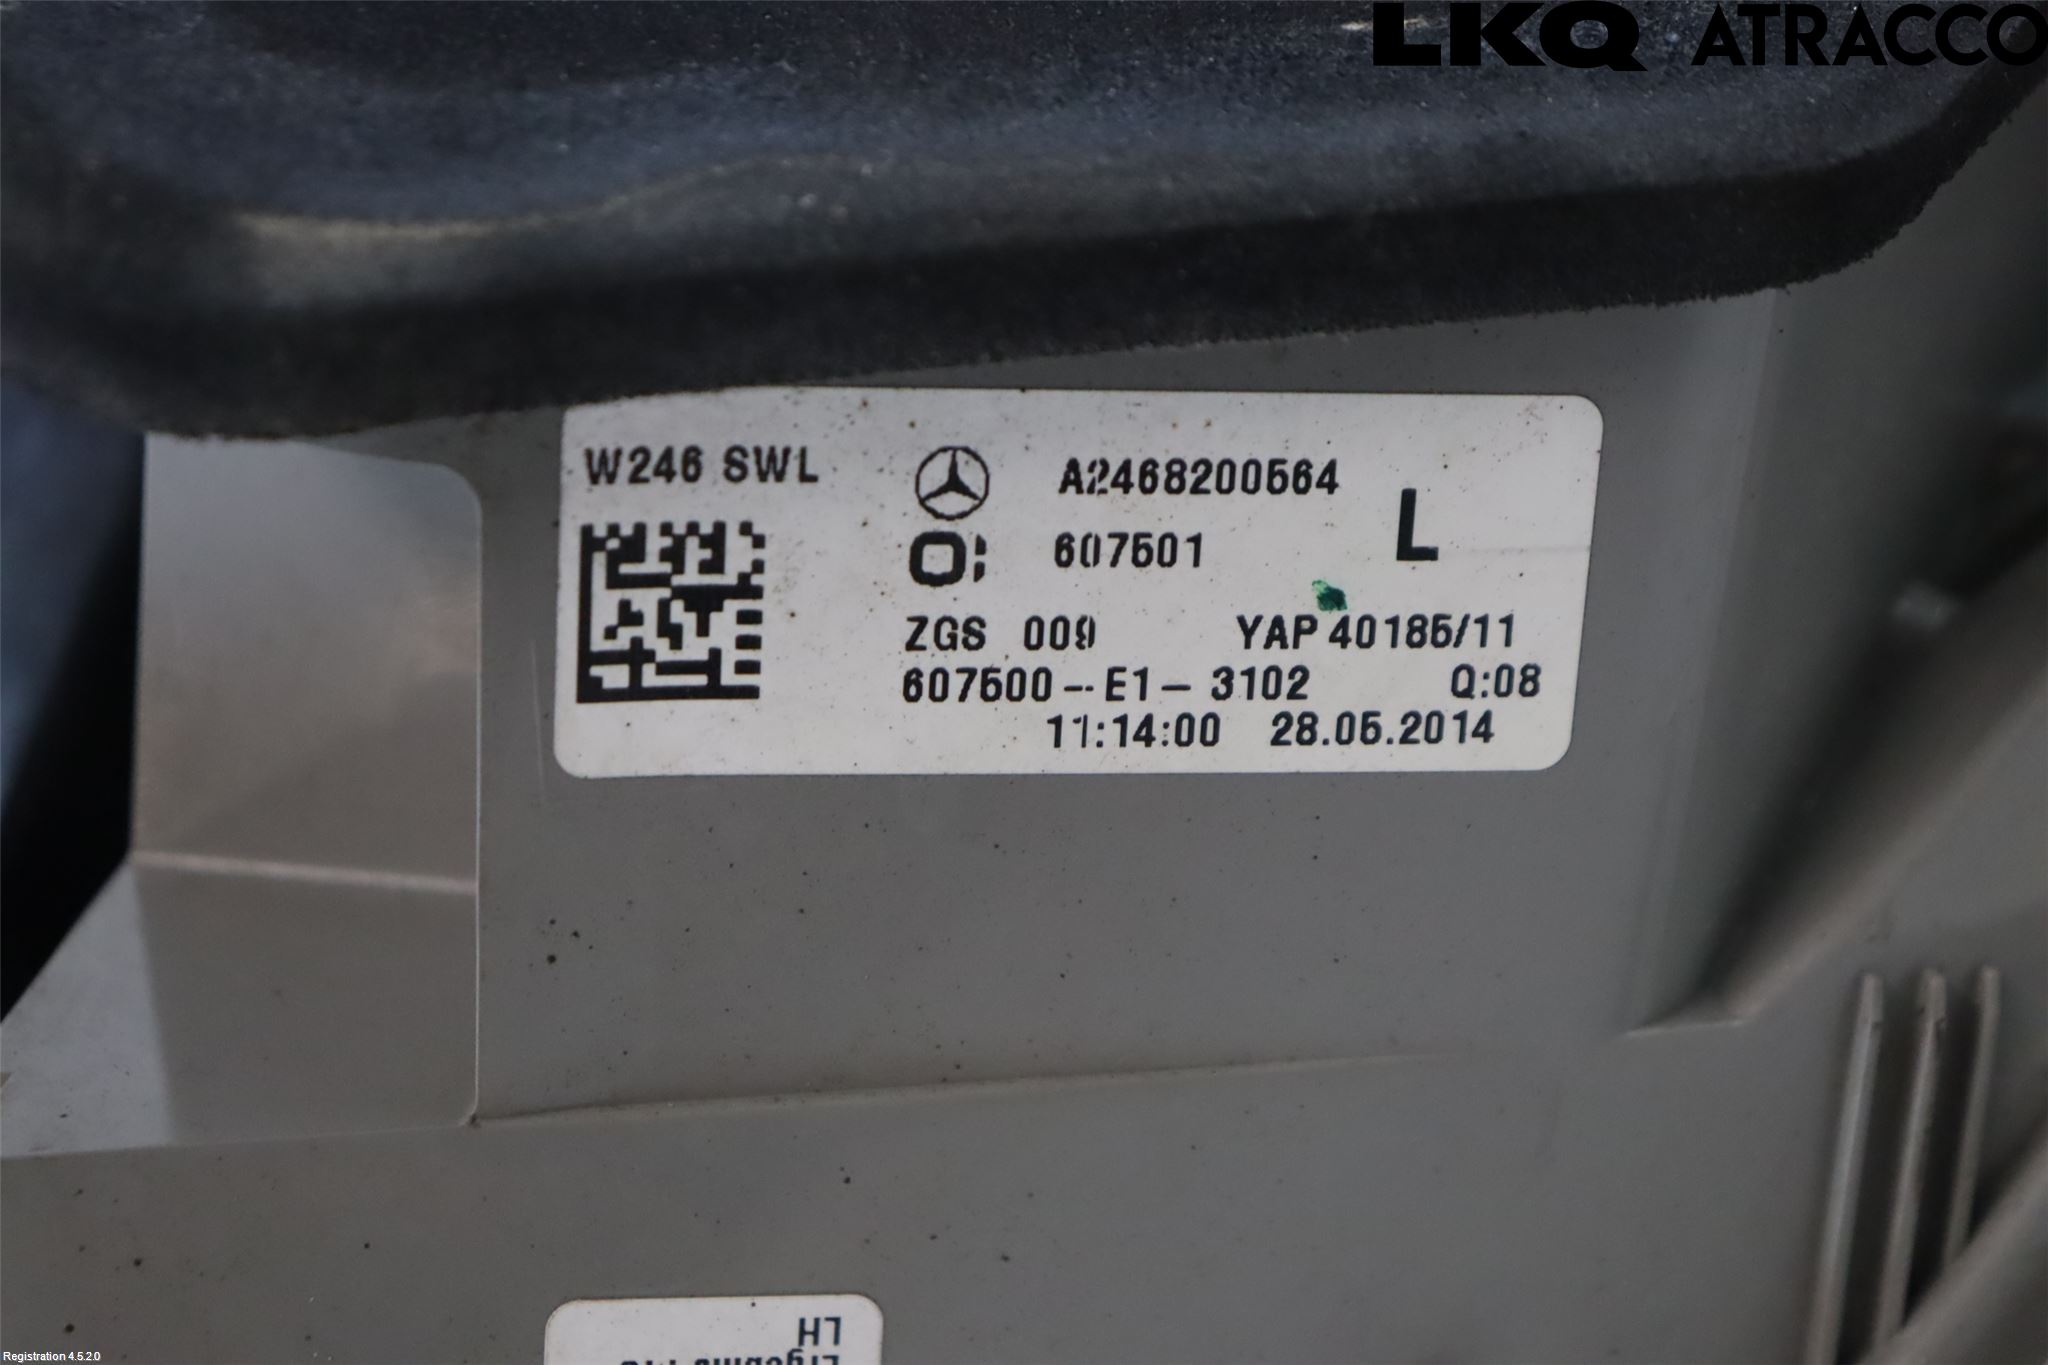 LKQ ATRACCO
W246 SWL
A2468200564
L
607501
ZGS 009 YAP 40185/11
607500-E1-3102 Q:08
11:14:00 28.05.2014
LH
Registration 4.5.2.0